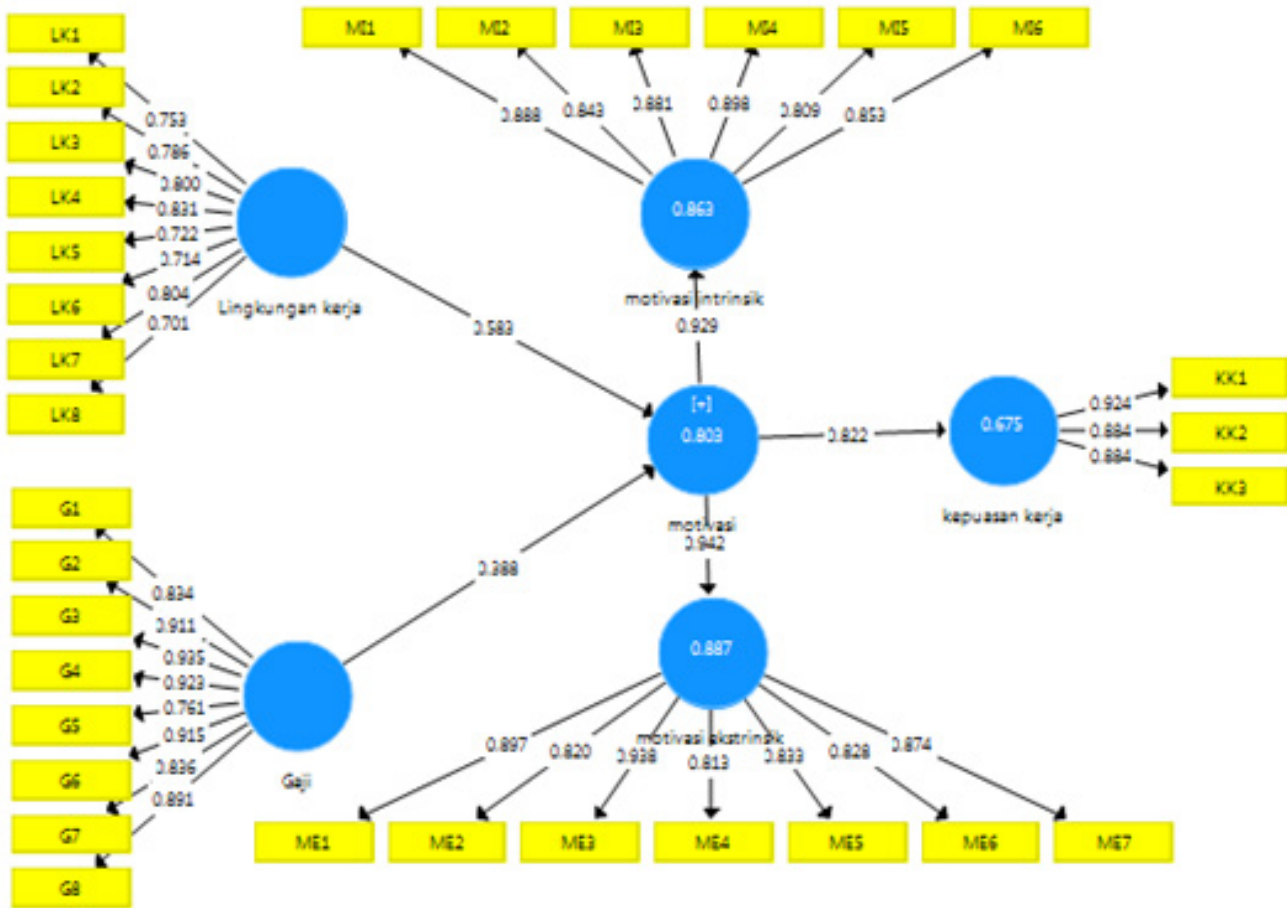 LK1
LK2
LK3
LK4
LK5
LK6
LK7
LK8
0.753
0.786
0.800
0.831
0.722
0.714
0.804
0.701
Lingkungan kerja
MI1
MI2
MI3
MI4
MI5
MI6
0.888
0.843
0.881
0.898
0.809
0.853
0.863
motivasi intrinsik
0.929
0.583
[+]
0.803
motivasi
0.822
0.675
kepuasan kerja
0.924
0.884
0.884
KK1
KK2
KK3
G1
G2
G3
G4
G5
G6
G7
G8
0.834
0.911
0.935
0.923
0.761
0.915
0.836
0.891
Gaji
0.388
0.942
0.887
motivasi ekstrinsik
0.897
0.820
0.938
0.813
0.833
0.828
0.874
ME1
ME2
ME3
ME4
ME5
ME6
ME7